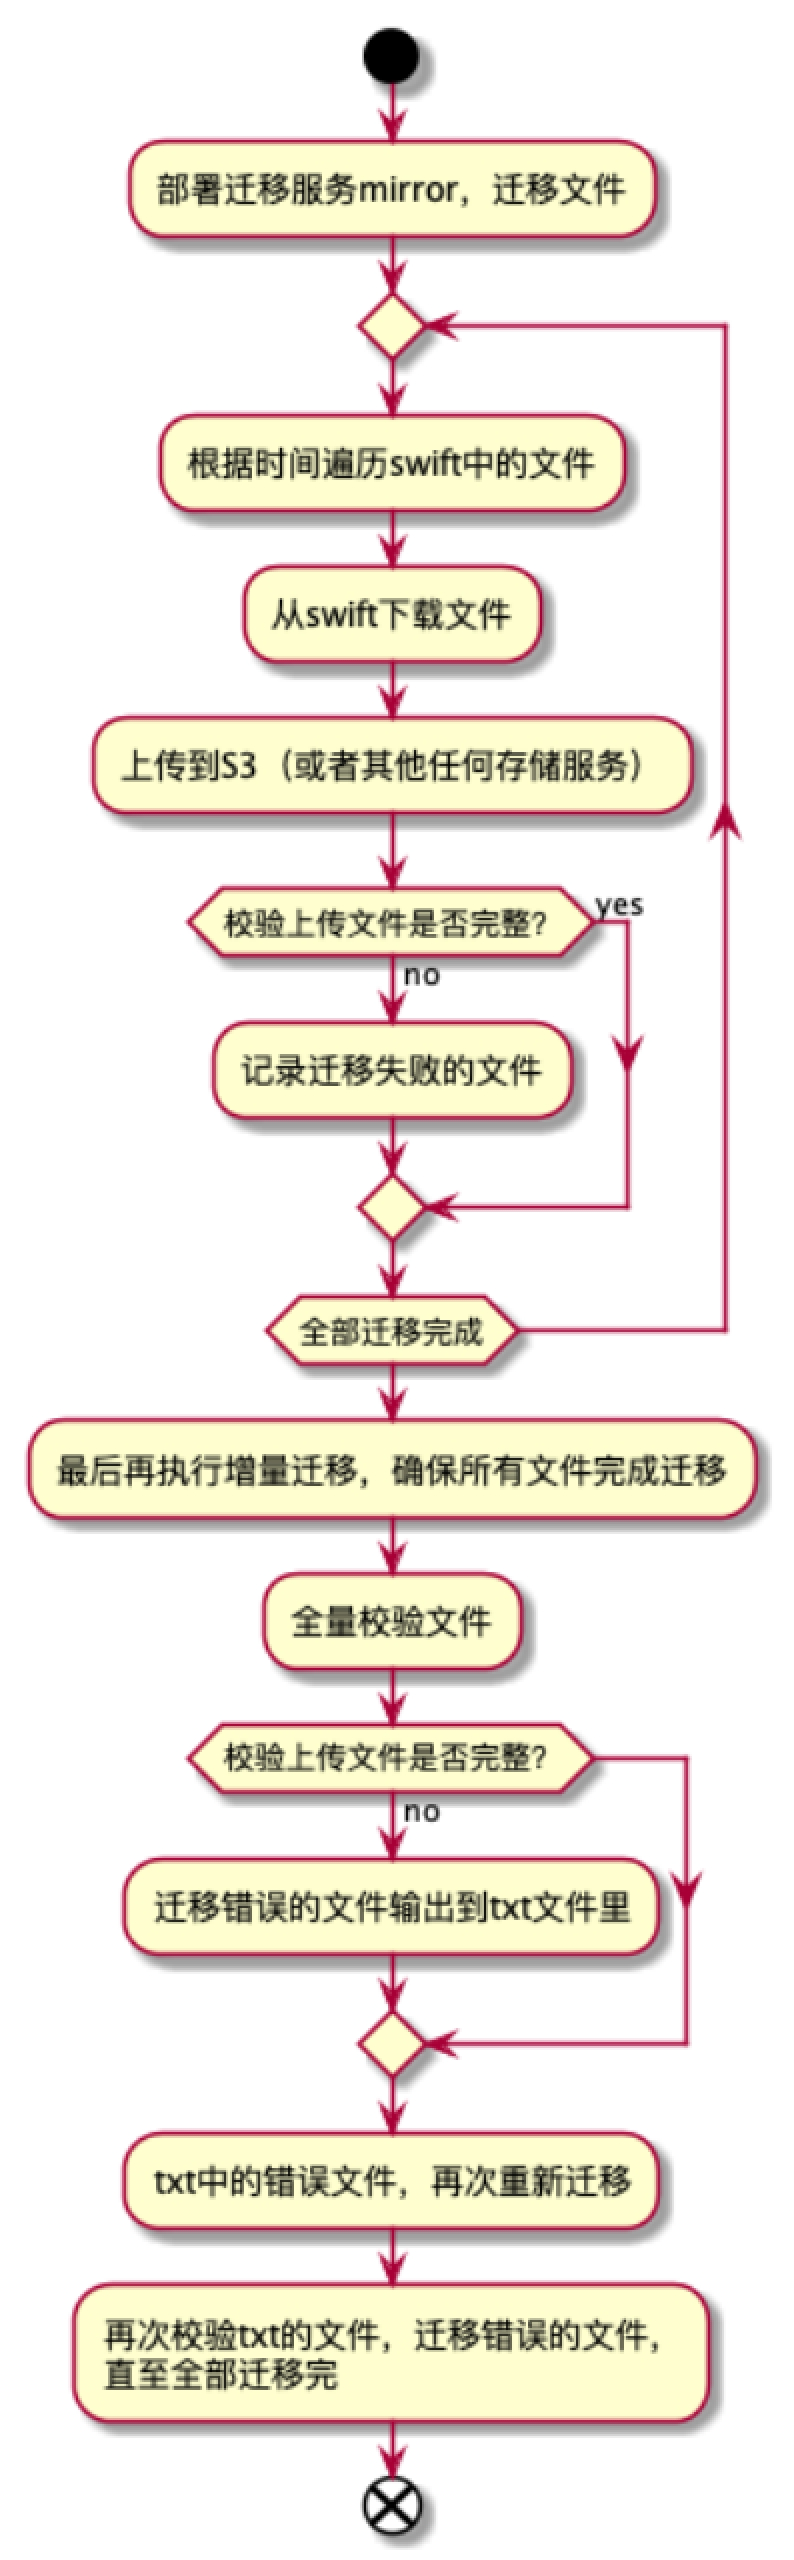 部署迁移服务mirror，迁移文件
根据时间遍历swift中的文件
从swift下载文件
上传到S3（或者其他任何存储服务）
校验上传文件是否完整？
yes
no
记录迁移失败的文件
全部迁移完成
最后再执行增量迁移，确保所有文件完成迁移
全量校验文件
校验上传文件是否完整？
no
迁移错误的文件输出到txt文件里
txt中的错误文件，再次重新迁移
再次校验txt的文件，迁移错误的文件，
直至全部迁移完